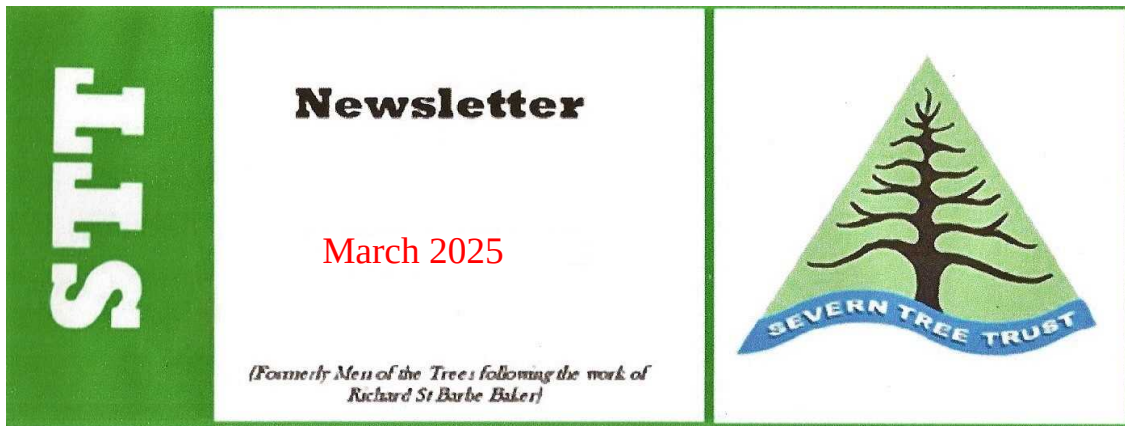 STT
Newsletter
March 2025
(Formerly Men of the Trees following the work of
Richard St Barbe Baker)
SEVERN TREE TRUST